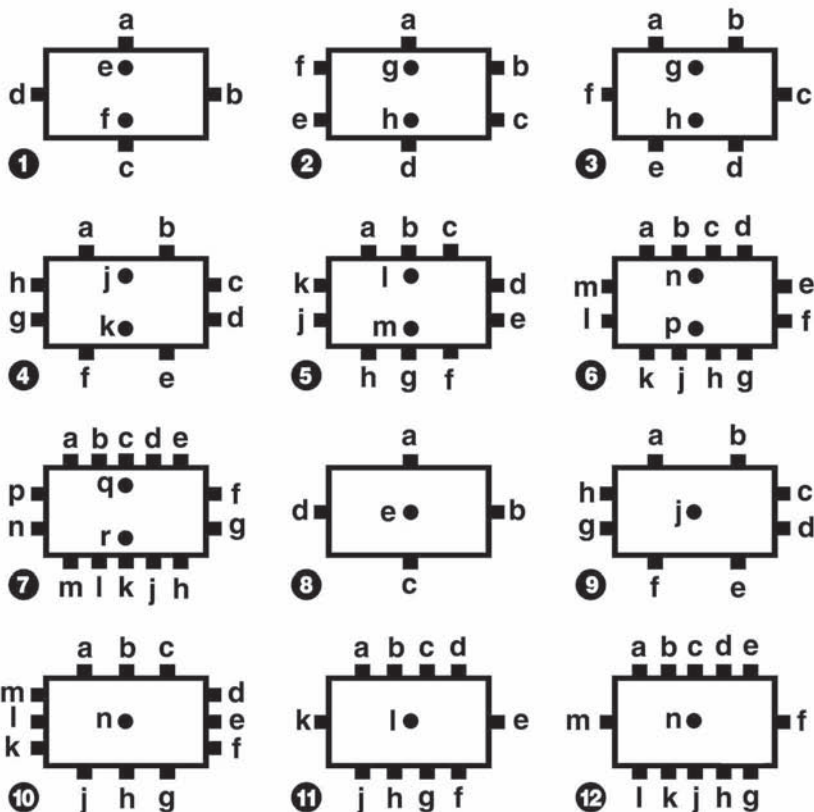 a
e
d b
f
c
1
a
f g b
e h c
d
2
a b
g
f c
h
e d
3
a b
h j c
g k d
f e
4
a b c
k l d
j m e
h g f
5
a b c d
m n e
l p f
k j h g
6
a b c d e
p q f
n r g
m l k j h
7
a
d e b
c
8
a b
h c
j
g d
f e
9
a b c
m d
l n e
k f
j h g
10
a b c d
k l e
j h g f
11
a b c d e
m n f
l k j h g
12